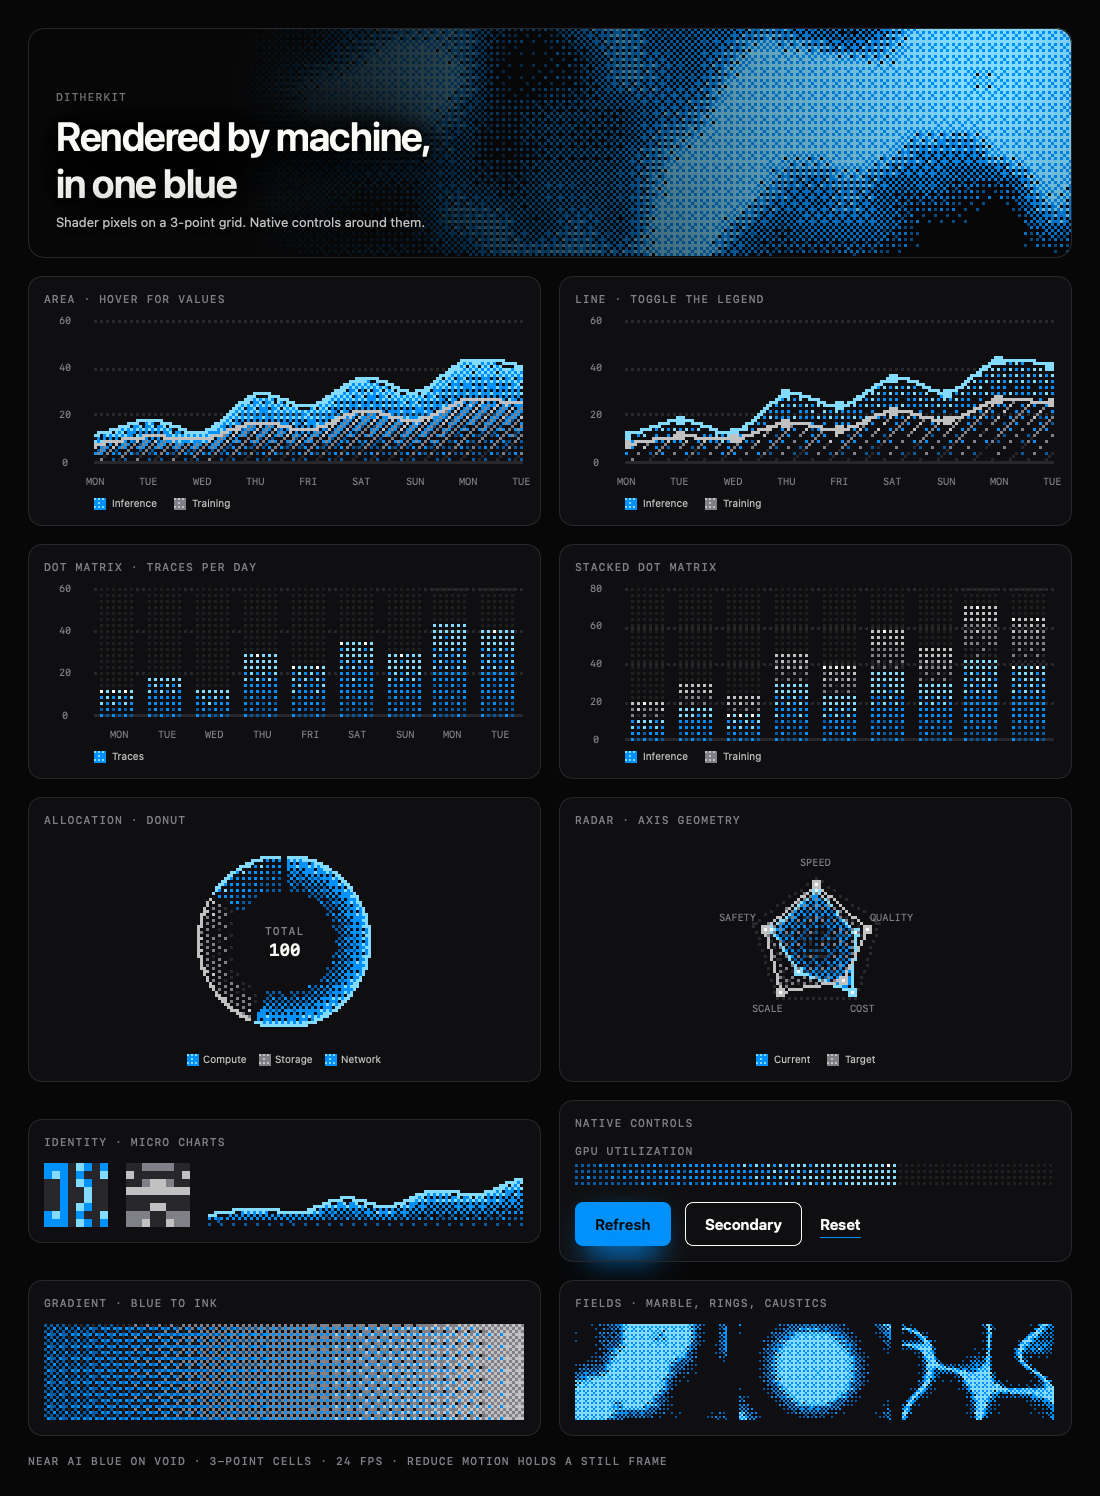 DITHERKIT
Rendered by machine,
in one blue
Shader pixels on a 3-point grid. Native controls around them.
AREA · HOVER FOR VALUES
60
40
20
0
MON TUE WED THU FRI SAT SUN MON TUE
Inference Training
LINE · TOGGLE THE LEGEND
60
40
20
0
MON TUE WED THU FRI SAT SUN MON TUE
Inference Training
DOT MATRIX · TRACES PER DAY
60
40
20
0
MON TUE WED THU FRI SAT SUN MON TUE
Traces
STACKED DOT MATRIX
80
60
40
20
0
Inference Training
ALLOCATION · DONUT
TOTAL
100
Compute Storage Network
RADAR · AXIS GEOMETRY
SPEED
SAFETY QUALITY
SCALE COST
Current Target
IDENTITY · MICRO CHARTS
NATIVE CONTROLS
GPU UTILIZATION
Refresh Secondary Reset
GRADIENT · BLUE TO INK
FIELDS · MARBLE, RINGS, CAUSTICS
NEAR AI BLUE ON VOID · 3-POINT CELLS · 24 FPS · REDUCE MOTION HOLDS A STILL FRAME